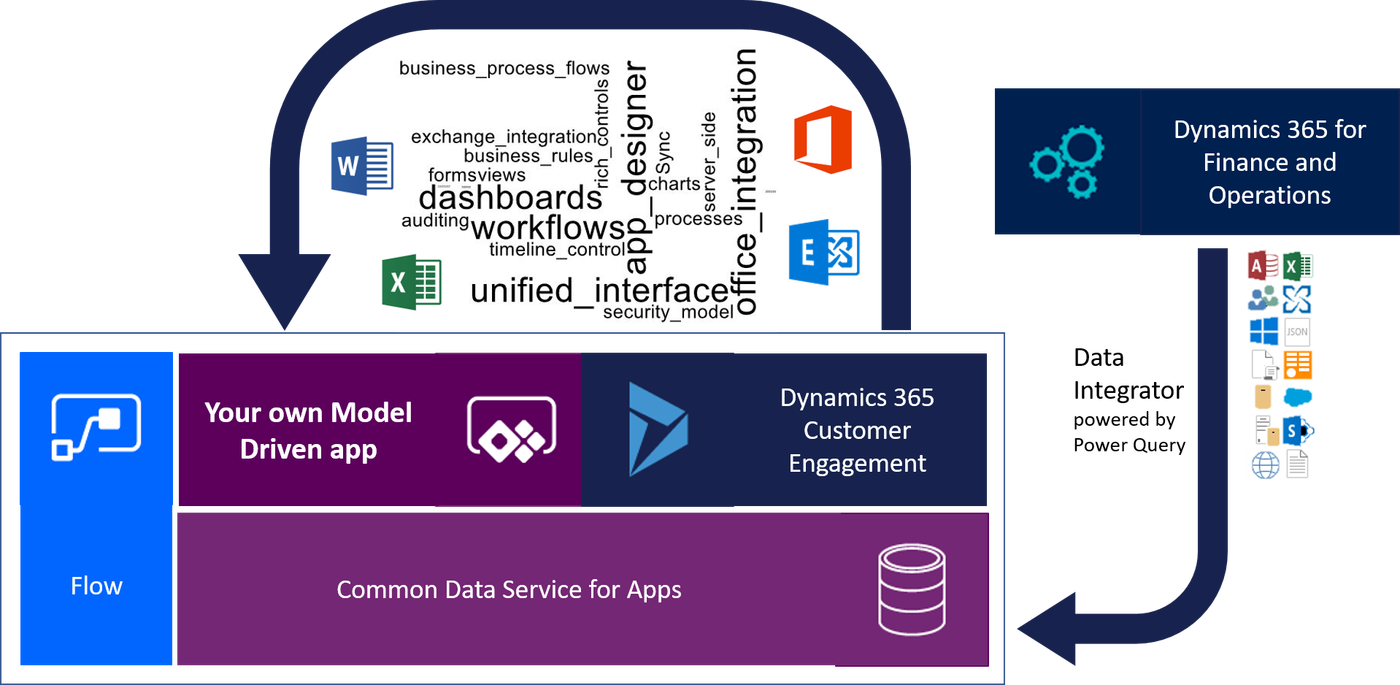 business_process_flows
rich_controls
app_designer
Sync
server_side
office_integration
exchange_integration
business_rules
formsviews
charts
dashboards
auditing
workflows
processes
timeline_control
unified_interface
security_model
W
X
E
Dynamics 365 for
Finance and
Operations
A
X
JSON
S
Data
Integrator
powered by
Power Query
Your own Model
Driven app
Dynamics 365
Customer
Engagement
Flow
Common Data Service for Apps